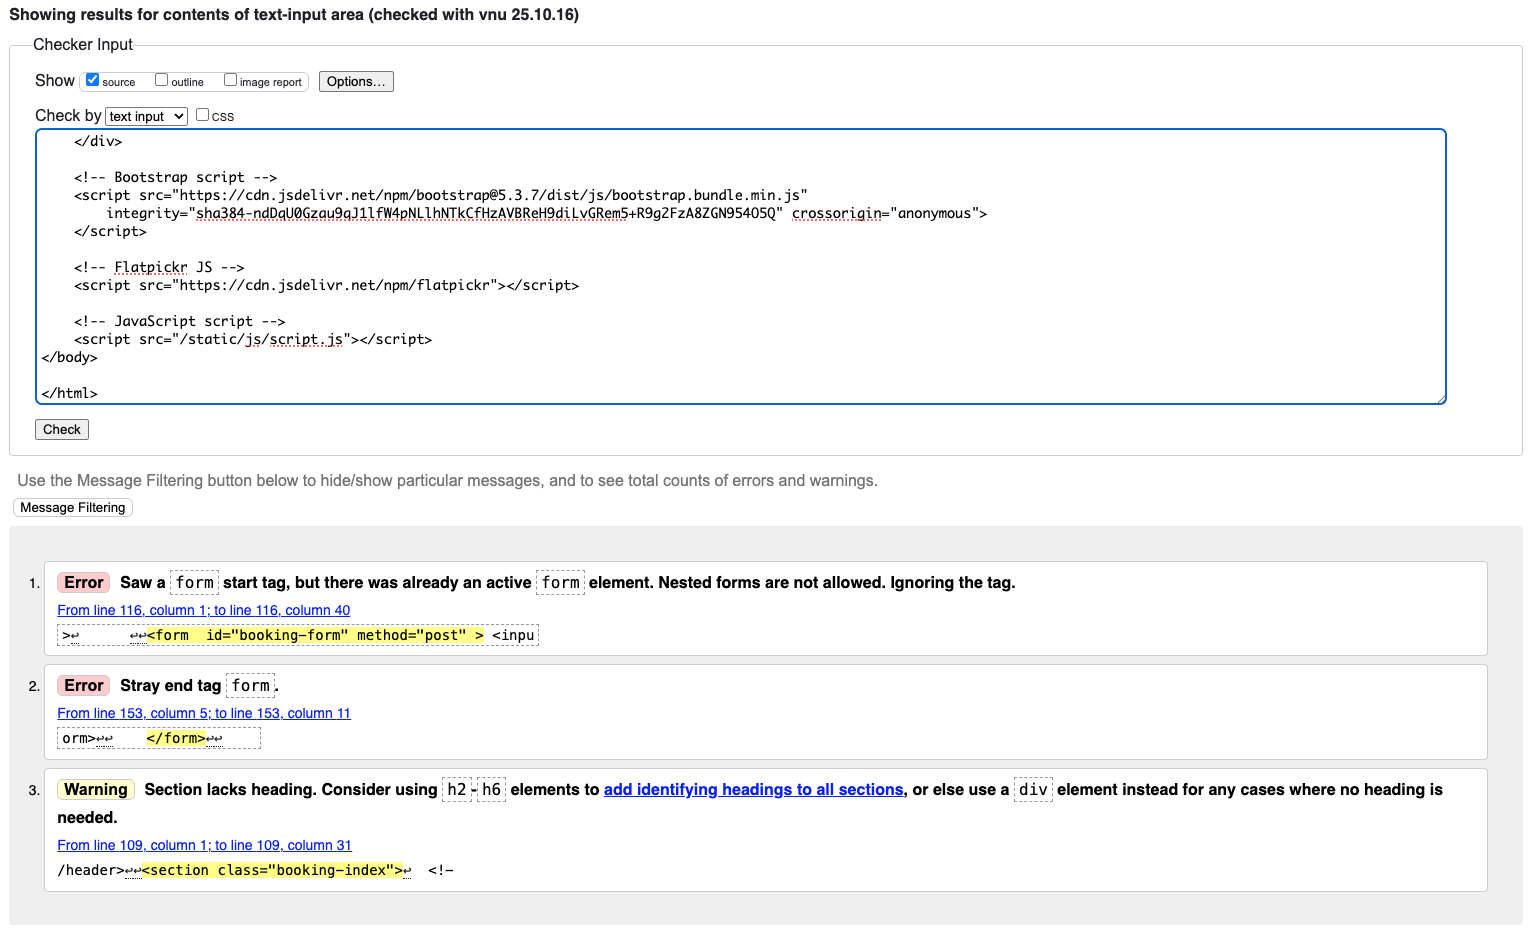 Showing results for contents of text-input area (checked with vnu 25.10.16)
Checker Input
Show source outline image report Options...
Check by text input css
</div>
<!-- Bootstrap script -->
<script src="https://cdn.jsdelivr.net/npm/bootstrap@5.3.7/dist/js/bootstrap.bundle.min.js"
integrity="sha384-ndDqU0Gzau9qJ1lfW4pNLlhNTkCfHzAVBReH9diLvGRem5+R9g2FzA8ZGN954O5Q" crossorigin="anonymous">
</script>
<!-- Flatpickr JS -->
<script src="https://cdn.jsdelivr.net/npm/flatpickr"></script>
<!-- JavaScript script -->
<script src="/static/js/script.js"></script>
</body>
</html>
Check
Use the Message Filtering button below to hide/show particular messages, and to see total counts of errors and warnings.
Message Filtering
1. Error Saw a form start tag, but there was already an active form element. Nested forms are not allowed. Ignoring the tag.
From line 116, column 1; to line 116, column 40
>↩ ↩↩<form  id="booking-form" method="post" > <inpu
2. Error Stray end tag form.
From line 153, column 5; to line 153, column 11
orm>↩↩ </form>↩↩
3. Warning Section lacks heading. Consider using h2-h6 elements to add identifying headings to all sections, or else use a div element instead for any cases where no heading is
needed.
From line 109, column 1; to line 109, column 31
/header>↩↩<section class="booking-index">↩ <!-